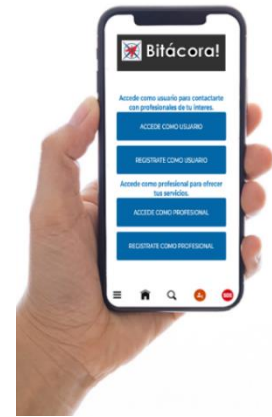 Bitácora!
Accede como usuario para contactarte
con profesionales de tu interes.
ACCEDE COMO USUARIO
REGISTRATE COMO USUARIO
Accede como profesional para ofrecer
tus servicios.
ACCEDE COMO PROFESIONAL
REGISTRATE COMO PROFESIONAL